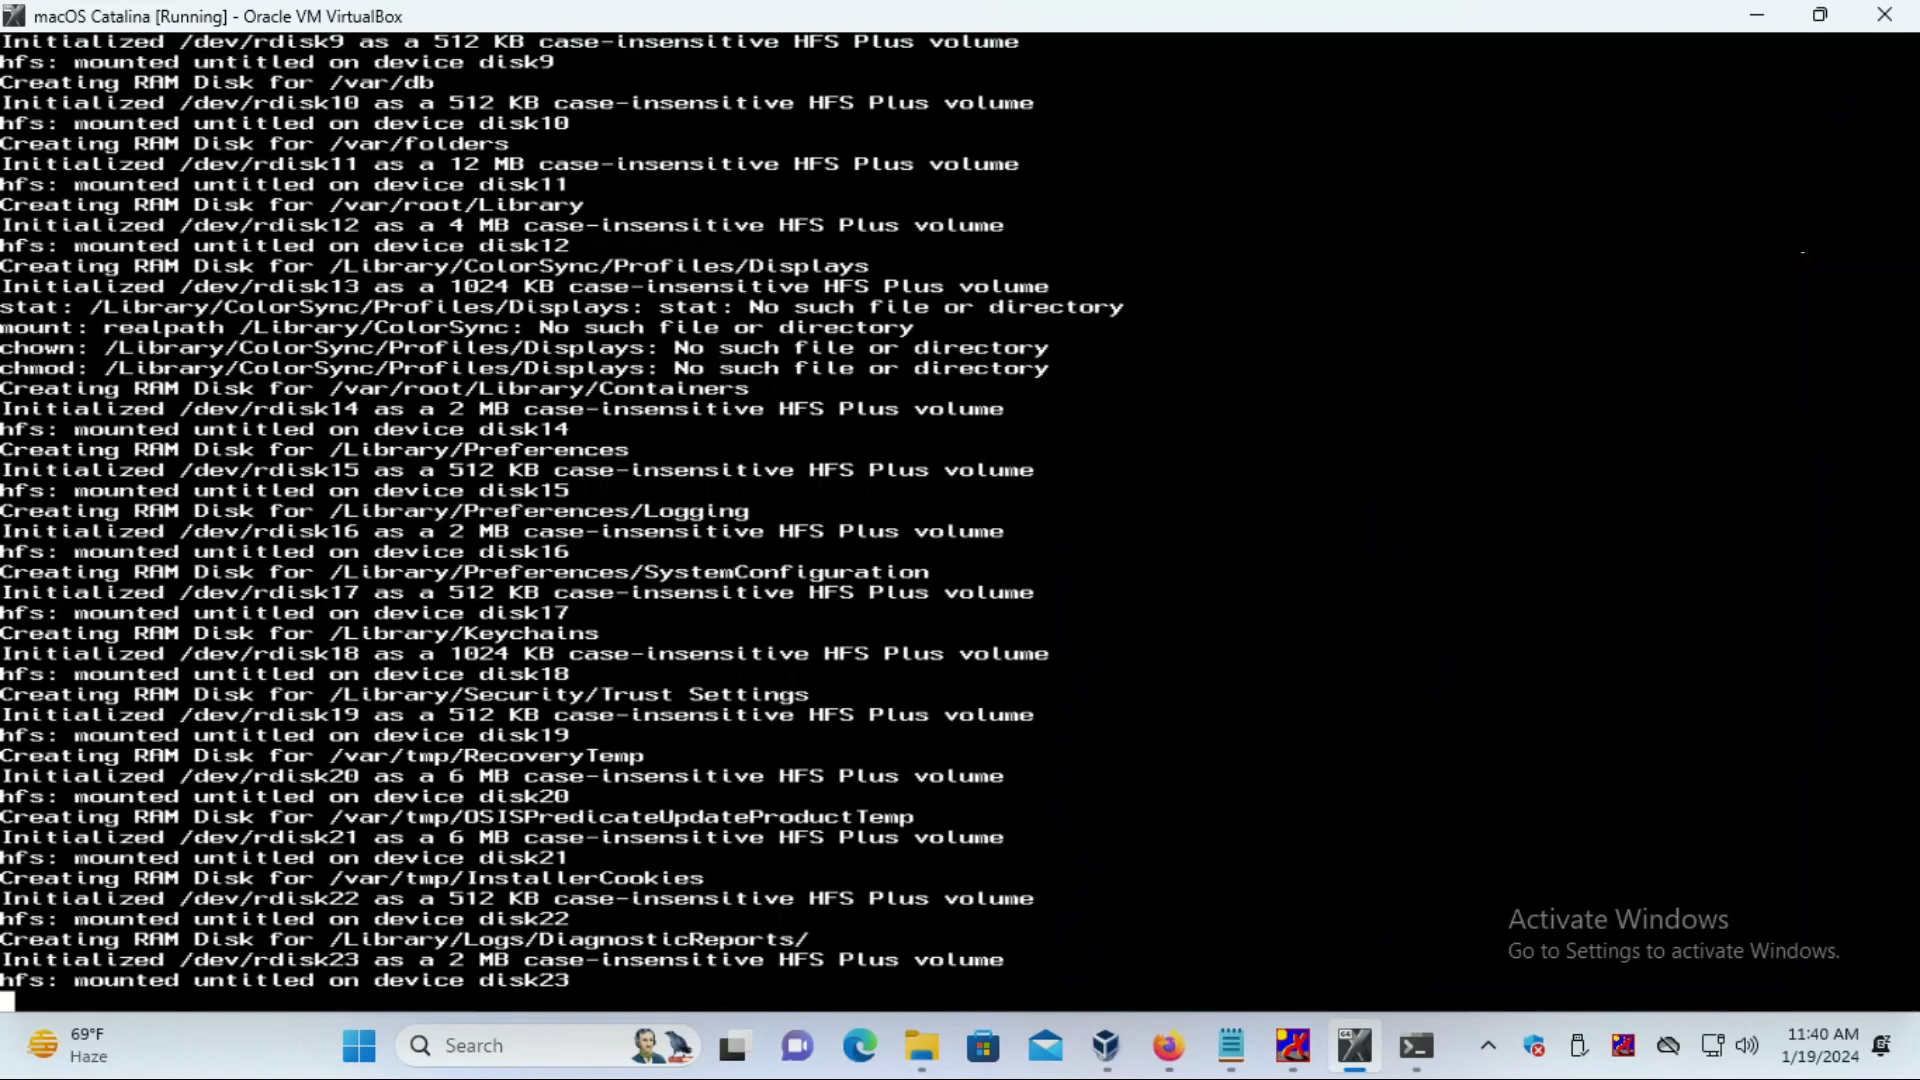 macOS Catalina [Running] - Oracle VM VirtualBox
Initialized /dev/rdisk9 as a 512 KB case-insensitive HFS Plus volume
hfs: mounted untitled on device disk9
Creating RAM Disk for /var/db
Initialized /dev/rdisk10 as a 512 KB case-insensitive HFS Plus volume
hfs: mounted untitled on device disk10
Creating RAM Disk for /var/folders
Initialized /dev/rdisk11 as a 12 MB case-insensitive HFS Plus volume
hfs: mounted untitled on device disk11
Creating RAM Disk for /var/root/Library
Initialized /dev/rdisk12 as a 4 MB case-insensitive HFS Plus volume
hfs: mounted untitled on device disk12
Creating RAM Disk for /Library/ColorSync/Profiles/Displays
Initialized /dev/rdisk13 as a 1024 KB case-insensitive HFS Plus volume
stat: /Library/ColorSync/Profiles/Displays: stat: No such file or directory
mount: realpath /Library/ColorSync: No such file or directory
chown: /Library/ColorSync/Profiles/Displays: No such file or directory
chmod: /Library/ColorSync/Profiles/Displays: No such file or directory
Creating RAM Disk for /var/root/Library/Containers
Initialized /dev/rdisk14 as a 2 MB case-insensitive HFS Plus volume
hfs: mounted untitled on device disk14
Creating RAM Disk for /Library/Preferences
Initialized /dev/rdisk15 as a 512 KB case-insensitive HFS Plus volume
hfs: mounted untitled on device disk15
Creating RAM Disk for /Library/Preferences/Logging
Initialized /dev/rdisk16 as a 2 MB case-insensitive HFS Plus volume
hfs: mounted untitled on device disk16
Creating RAM Disk for /Library/Preferences/SystemConfiguration
Initialized /dev/rdisk17 as a 512 KB case-insensitive HFS Plus volume
hfs: mounted untitled on device disk17
Creating RAM Disk for /Library/Keychains
Initialized /dev/rdisk18 as a 1024 KB case-insensitive HFS Plus volume
hfs: mounted untitled on device disk18
Creating RAM Disk for /Library/Security/Trust Settings
Initialized /dev/rdisk19 as a 512 KB case-insensitive HFS Plus volume
hfs: mounted untitled on device disk19
Creating RAM Disk for /var/tmp/RecoveryTemp
Initialized /dev/rdisk20 as a 6 MB case-insensitive HFS Plus volume
hfs: mounted untitled on device disk20
Creating RAM Disk for /var/tmp/OSISPredicateUpdateProductTemp
Initialized /dev/rdisk21 as a 6 MB case-insensitive HFS Plus volume
hfs: mounted untitled on device disk21
Creating RAM Disk for /var/tmp/InstallerCookies
Initialized /dev/rdisk22 as a 512 KB case-insensitive HFS Plus volume
hfs: mounted untitled on device disk22
Creating RAM Disk for /Library/Logs/DiagnosticReports/
Initialized /dev/rdisk23 as a 2 MB case-insensitive HFS Plus volume
hfs: mounted untitled on device disk23
Activate Windows
Go to Settings to activate Windows.
69°F
Haze
Search
11:40 AM
1/19/2024